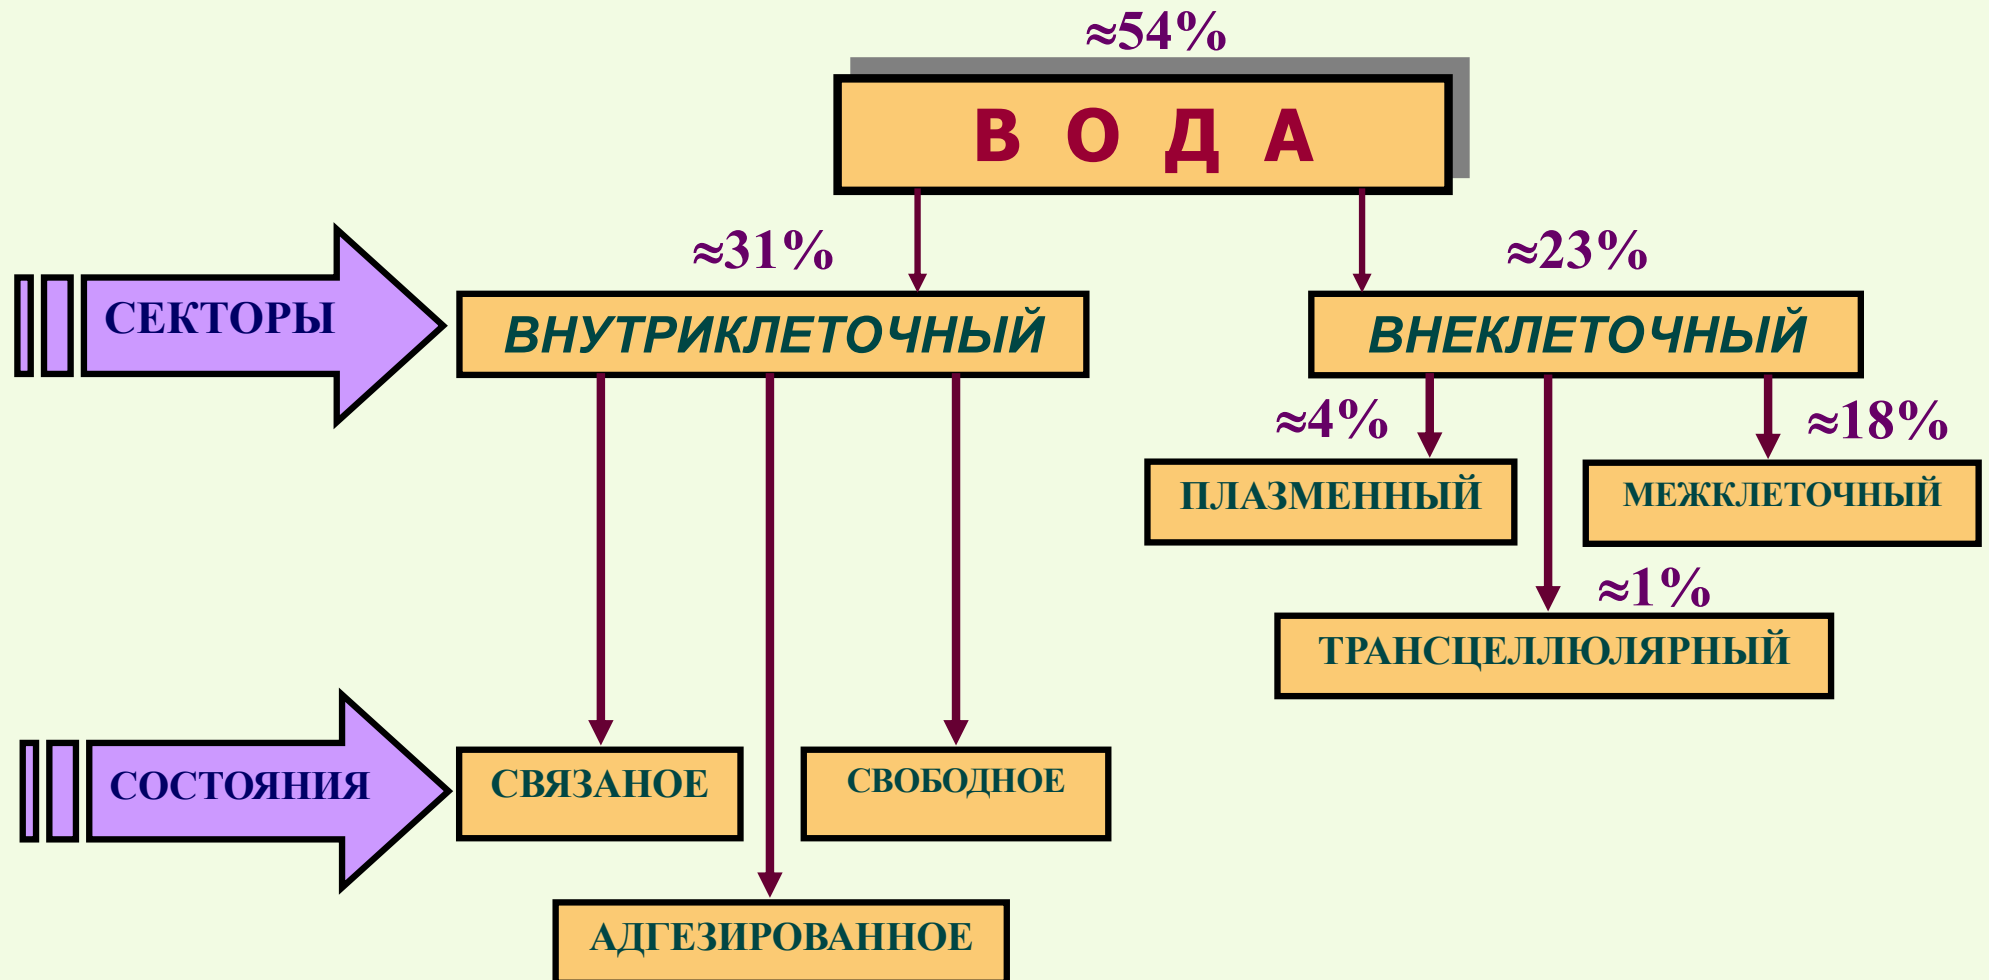 ≈54%
В О Д А
≈31%
≈23%
СЕКТОРЫ
ВНУТРИКЛЕТОЧНЫЙ
ВНЕКЛЕТОЧНЫЙ
≈4%
≈18%
ПЛАЗМЕННЫЙ
МЕЖКЛЕТОЧНЫЙ
≈1%
ТРАНСЦЕЛЛЮЛЯРНЫЙ
СОСТОЯНИЯ
СВЯЗАНОЕ
СВОБОДНОЕ
АДГЕЗИРОВАННОЕ